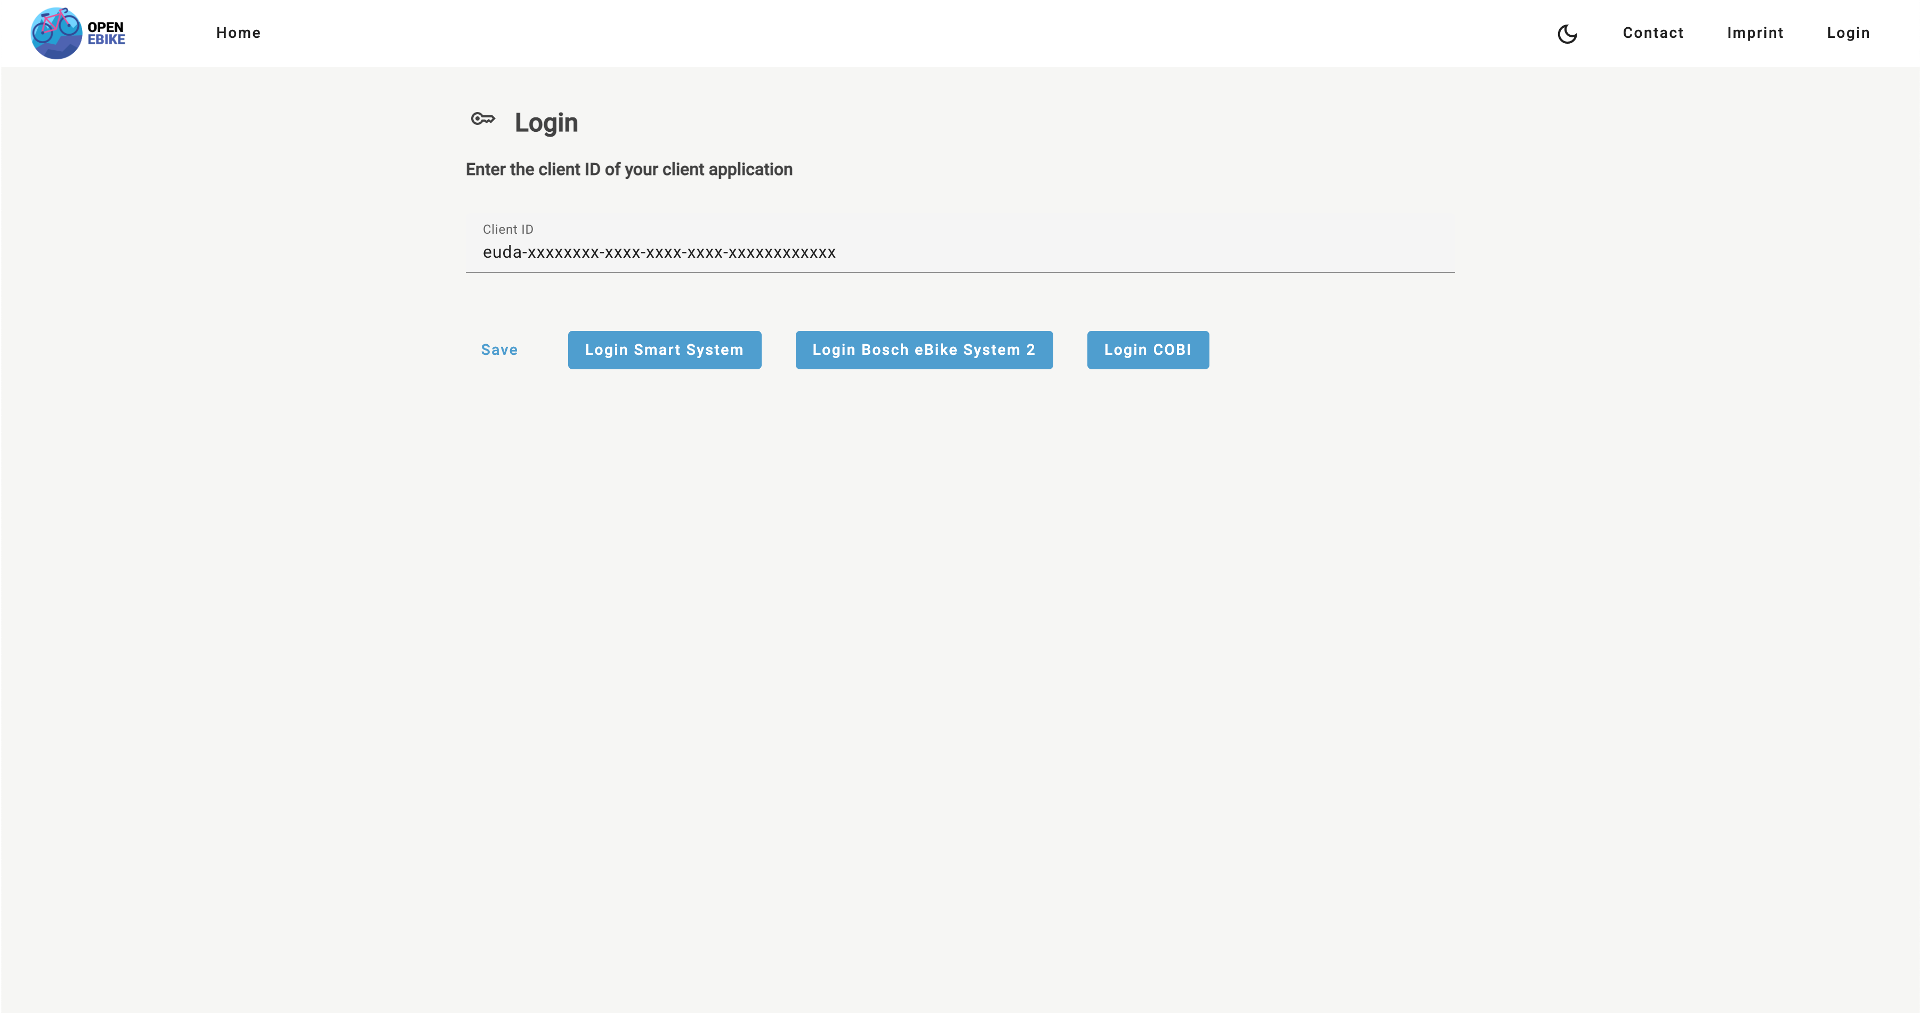 OPEN
EBIKE
Home
Contact
Imprint
Login
Login
Enter the client ID of your client application
Client ID
euda-xxxxxxxx-xxxx-xxxx-xxxx-xxxxxxxxxxxx
Save
Login Smart System
Login Bosch eBike System 2
Login COBI